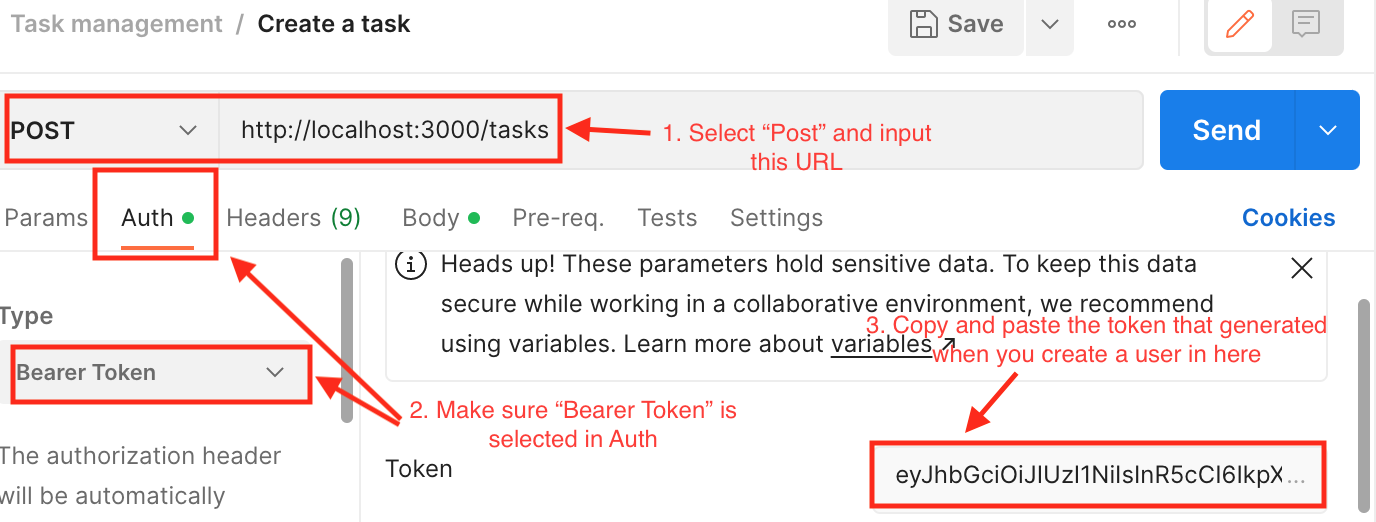 Task management / Create a task
Save
POST
http://localhost:3000/tasks
1. Select “Post” and input
this URL
Send
Params
Auth
Headers (9)
Body
Pre-req.
Tests
Settings
Cookies
Type
Bearer Token
The authorization header
will be automatically
Heads up! These parameters hold sensitive data. To keep this data
secure while working in a collaborative environment, we recommend
using variables. Learn more about variables ↗
3. Copy and paste the token that generated
when you create a user in here
2. Make sure “Bearer Token” is
selected in Auth
Token
eyJhbGciOiJIUzI1NiIsInR5cCI6IkpX...